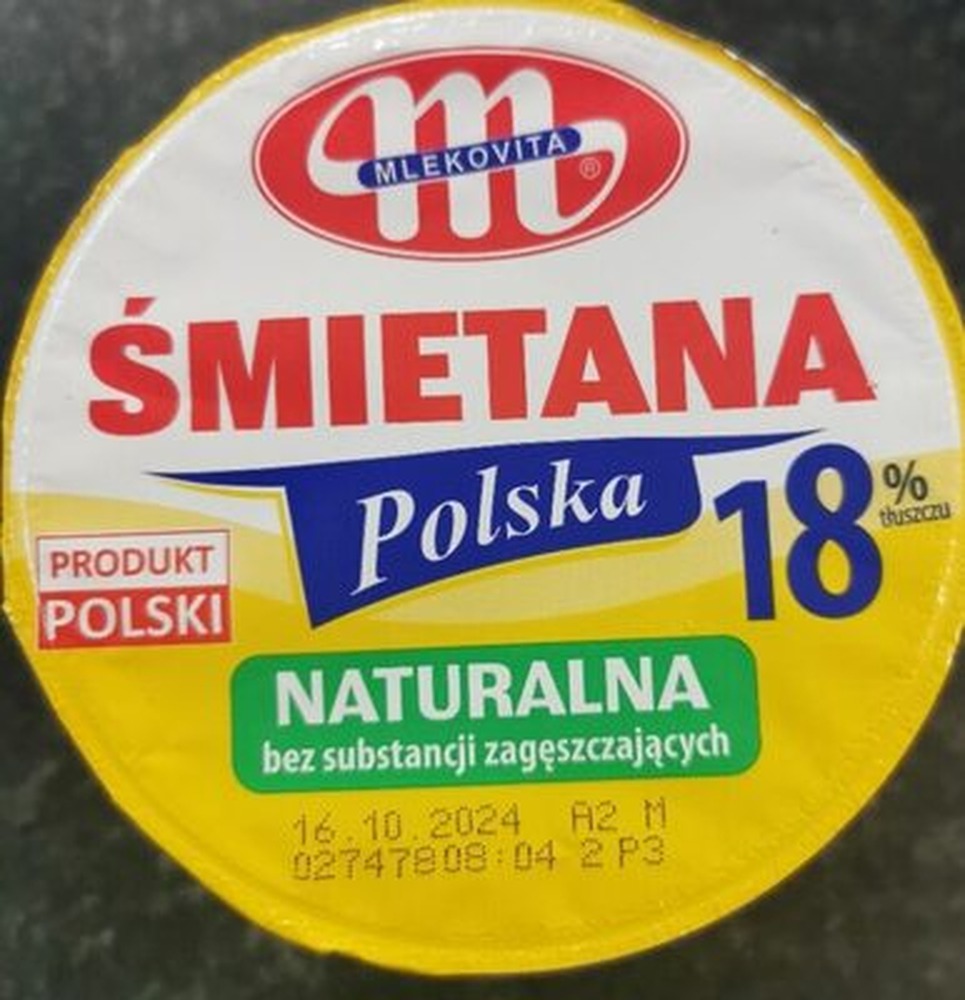 MLEKOVITA
®
ŚMIETANA
Polska
18 % tłuszczu
PRODUKT
POLSKI
NATURALNA
bez substancji zagęszczających
16.10.2024 A2 M
02747808:04 2 P3